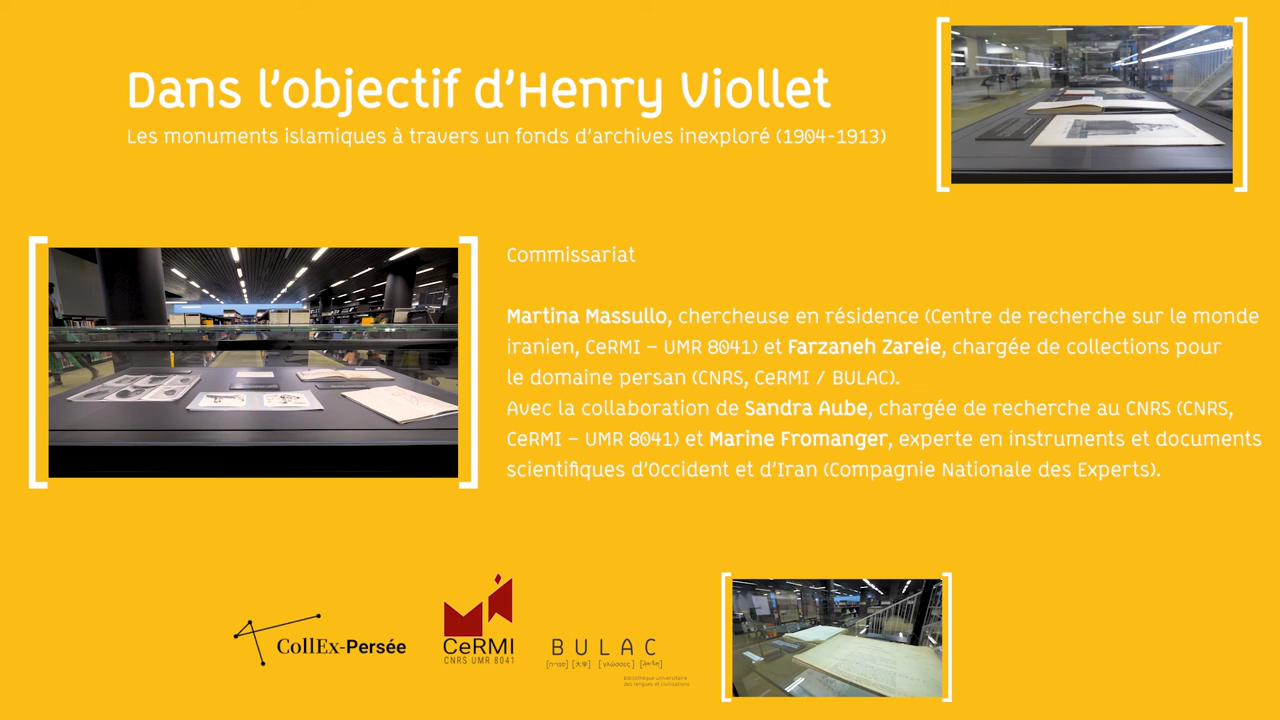 Dans l'objectif d'Henry Viollet
Les monuments islamiques à travers un fonds d'archives inexploré (1904-1913)
Commissariat
Martina Massullo, chercheuse en résidence (Centre de recherche sur le monde
iranien, CeRMI – UMR 8041) et Farzaneh Zareie, chargée de collections pour
le domaine persan (CNRS, CeRMI / BULAC).
Avec la collaboration de Sandra Aube, chargée de recherche au CNRS (CNRS,
CeRMI – UMR 8041) et Marine Fromanger, experte en instruments et documents
scientifiques d'Occident et d'Iran (Compagnie Nationale des Experts).
CollEx-Persée
CeRMI
CNRS UMR 8041
BULAC
[γλώσσες]
Bibliothèque universitaire
des langues et civilisations